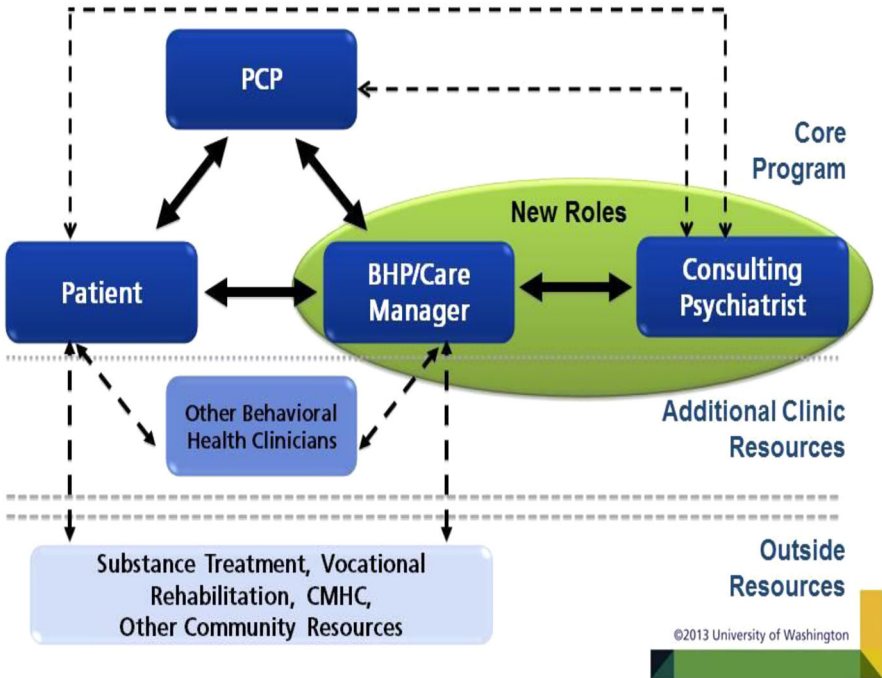 PCP
Core
Program
New Roles
Patient
BHP/Care
Manager
Consulting
Psychiatrist
Other Behavioral
Health Clinicians
Additional Clinic
Resources
Substance Treatment, Vocational
Rehabilitation, CMHC,
Other Community Resources
Outside
Resources
©2013 University of Washington